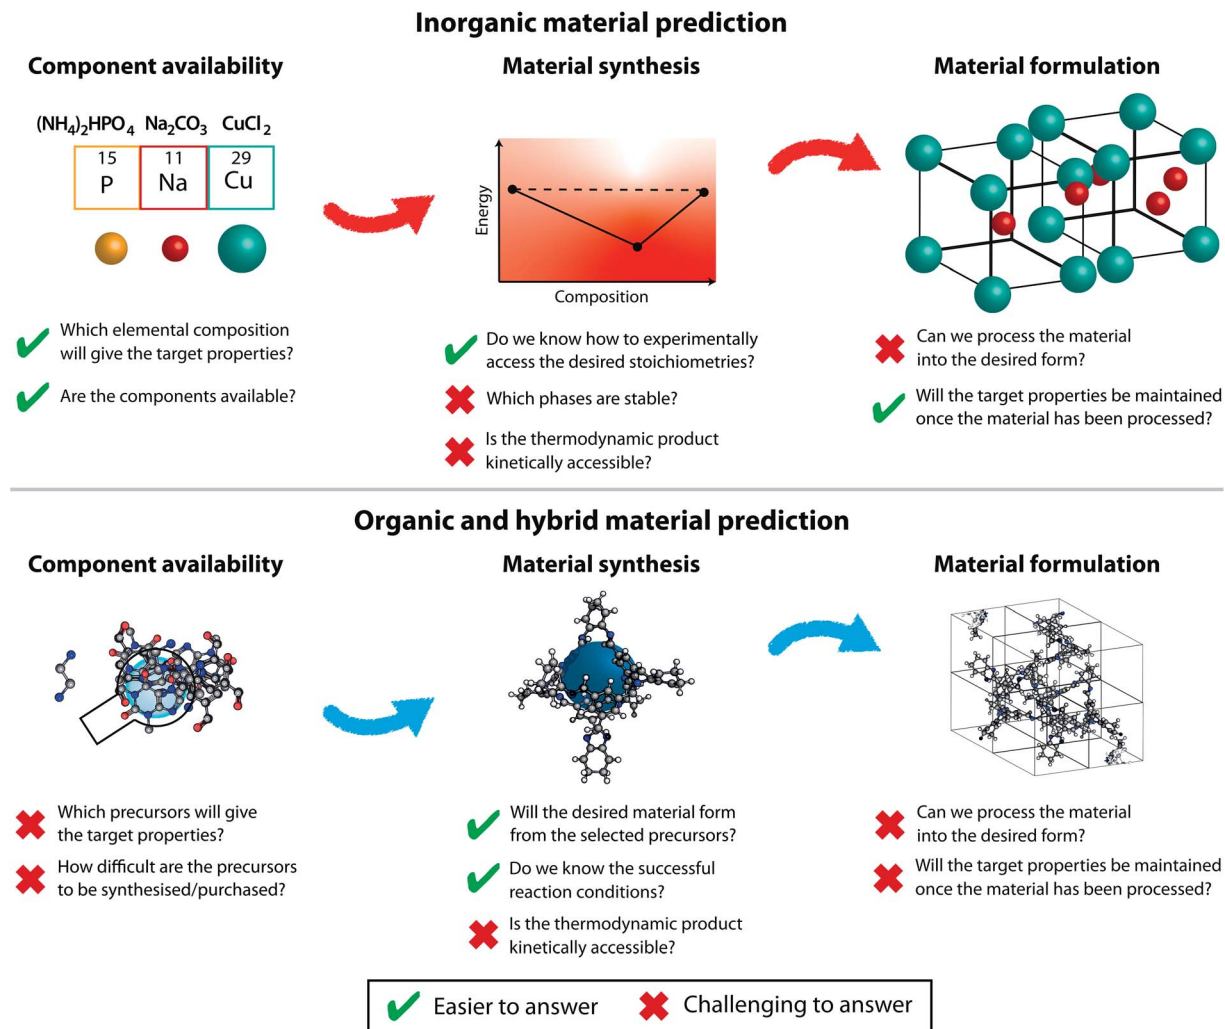 Inorganic material prediction
Component availability
(NH₄)₂HPO₄ Na₂CO₃ CuCl₂
15 11 29
P Na Cu
Which elemental composition
will give the target properties?
Are the components available?
Material synthesis
Energy
Composition
Do we know how to experimentally
access the desired stoichiometries?
Which phases are stable?
Is the thermodynamic product
kinetically accessible?
Material formulation
Can we process the material
into the desired form?
Will the target properties be maintained
once the material has been processed?
Organic and hybrid material prediction
Component availability
Which precursors will give
the target properties?
How difficult are the precursors
to be synthesised/purchased?
Material synthesis
Will the desired material form
from the selected precursors?
Do we know the successful
reaction conditions?
Is the thermodynamic product
kinetically accessible?
Material formulation
Can we process the material
into the desired form?
Will the target properties be maintained
once the material has been processed?
Easier to answer
Challenging to answer